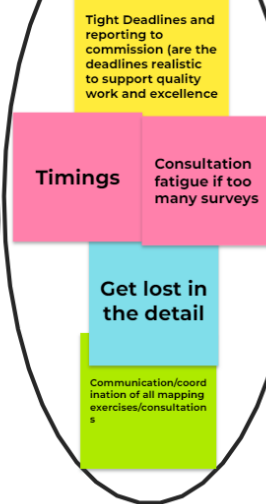 Tight Deadlines and
reporting to
commission (are the
deadlines realistic
to support quality
work and excellence
Timings
Consultation
fatigue if too
many surveys
Get lost in
the detail
Communication/coord
ination of all mapping
exercises/consultation
s